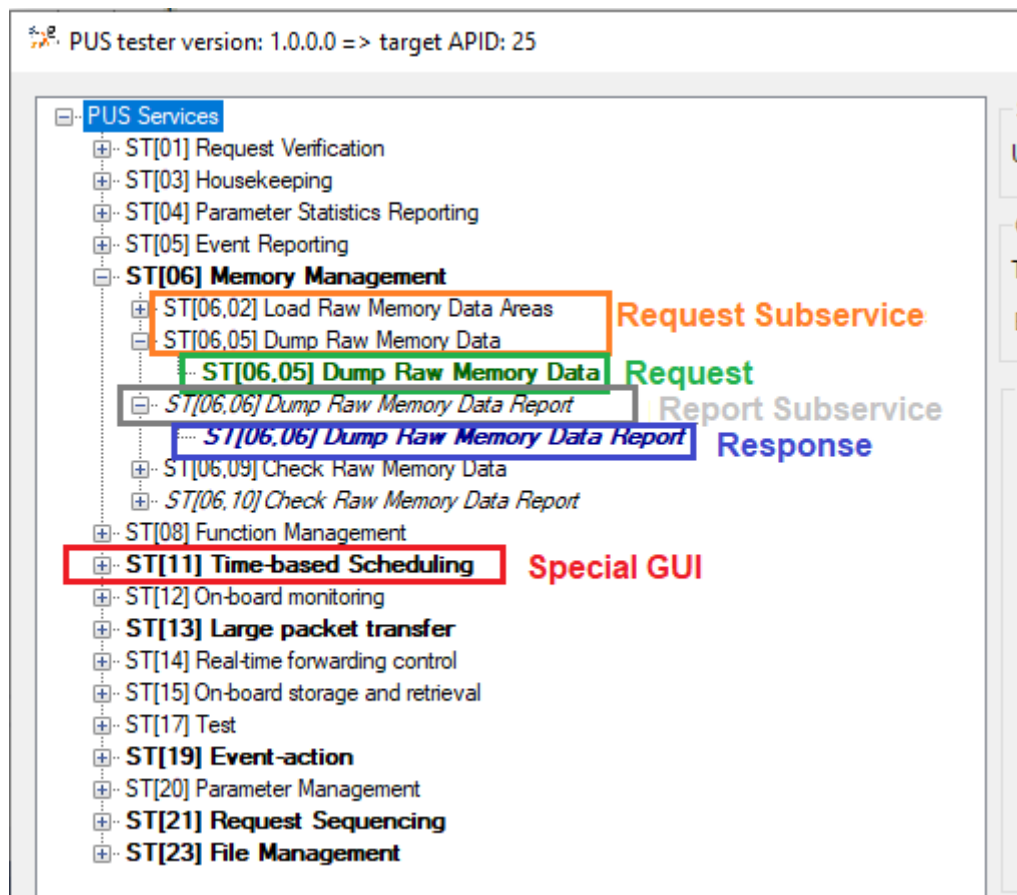 PUS tester version: 1.0.0.0 => target APID: 25
PUS Services
ST[01] Request Verification
ST[03] Housekeeping
ST[04] Parameter Statistics Reporting
ST[05] Event Reporting
ST[06] Memory Management
ST[06,02] Load Raw Memory Data Areas
Request Subservice
ST[06,05] Dump Raw Memory Data
ST[06,05] Dump Raw Memory Data Request
ST[06,06] Dump Raw Memory Data Report Report Subservice
ST[06,06] Dump Raw Memory Data Report Response
ST[06,09] Check Raw Memory Data
ST[06,10] Check Raw Memory Data Report
ST[08] Function Management
ST[11] Time-based Scheduling Special GUI
ST[12] On-board monitoring
ST[13] Large packet transfer
ST[14] Real-time forwarding control
ST[15] On-board storage and retrieval
ST[17] Test
ST[19] Event-action
ST[20] Parameter Management
ST[21] Request Sequencing
ST[23] File Management